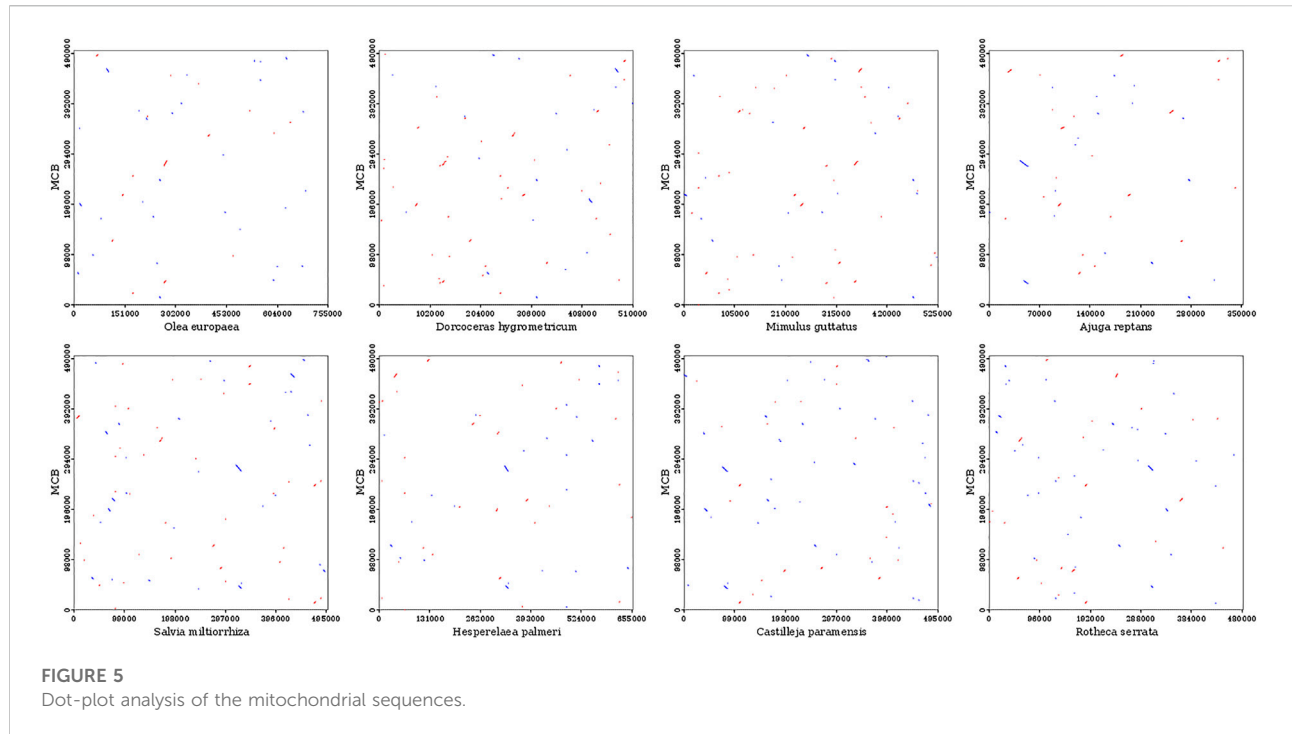 490000
392000
294000
196000
98000
0
MCB
0 151000 302000 453000 604000 755000
Olea europaea
490000
392000
294000
196000
98000
0
MCB
0 102000 204000 306000 408000 510000
Dorcoceras hygrometricum
490000
392000
294000
196000
98000
0
MCB
0 105000 210000 315000 420000 525000
Mimulus guttatus
490000
392000
294000
196000
98000
0
MCB
0 70000 140000 210000 280000 350000
Ajuga reptans
490000
392000
294000
196000
98000
0
MCB
0 99000 198000 297000 396000 495000
Salvia miltiorrhiza
490000
392000
294000
196000
98000
0
MCB
0 131000 262000 393000 524000 655000
Hesperelaea palmeri
490000
392000
294000
196000
98000
0
MCB
0 99000 198000 297000 396000 495000
Castilleja paramensis
490000
392000
294000
196000
98000
0
MCB
0 96000 192000 288000 384000 480000
Rotheca serrata
FIGURE 5
Dot-plot analysis of the mitochondrial sequences.